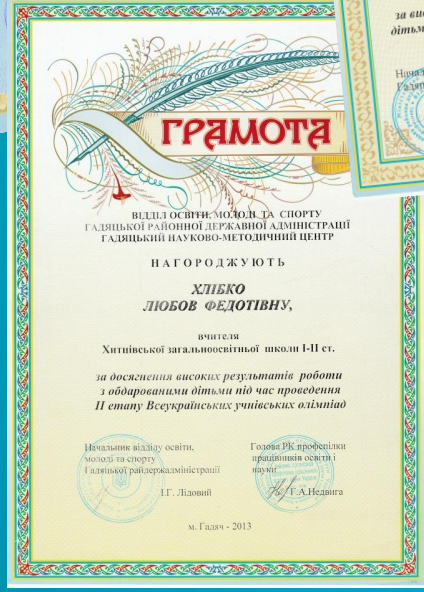 ГРАМОТА
ВІДДІЛ ОСВІТИ, МОЛОДІ ТА СПОРТУ
ГАДЯЦЬКОЇ РАЙОННОЇ ДЕРЖАВНОЇ АДМІНІСТРАЦІЇ
ГАДЯЦЬКИЙ НАУКОВО-МЕТОДИЧНИЙ ЦЕНТР
НАГОРОДЖУЮТЬ
ХЛІБКО
ЛЮБОВ ФЕДОТІВНУ,
вчителя
Хитцівської загальноосвітньої школи І-ІІ ст.
за досягнення високих результатів роботи
з обдарованими дітьми під час проведення
ІІ етапу Всеукраїнських учнівських олімпіад
Начальник відділу освіти,
молоді та спорту
Гадяцької райдержадміністрації
І.Г. Лідовий
Голова РК профспілки
працівників освіти і
науки
Г.А.Недвига
м. Гадяч - 2013
за
дітьм